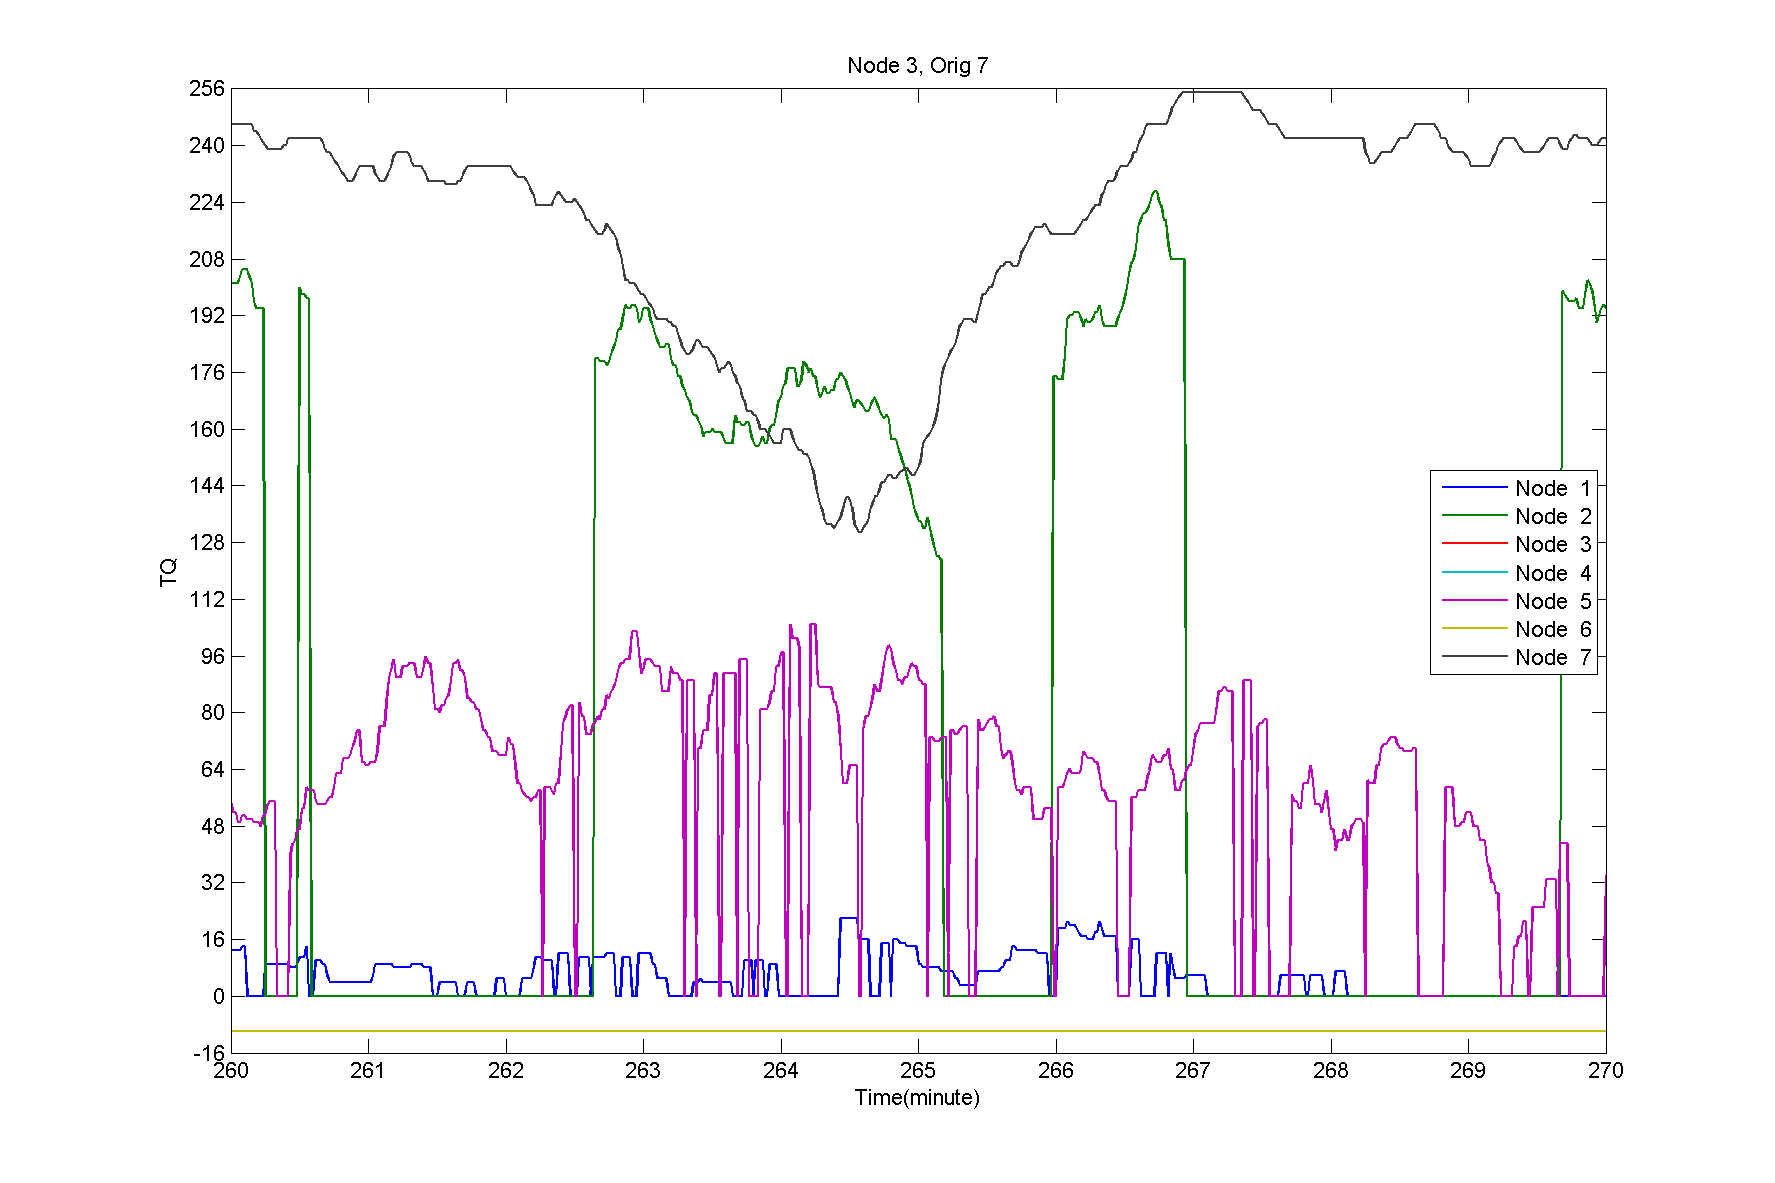 Node 3, Orig 7
256
240
224
208
192
176
160
144
128
112
96
80
64
48
32
16
0
-16
TQ
Node 1
Node 2
Node 3
Node 4
Node 5
Node 6
Node 7
260 261 262 263 264 265 266 267 268 269 270
Time(minute)